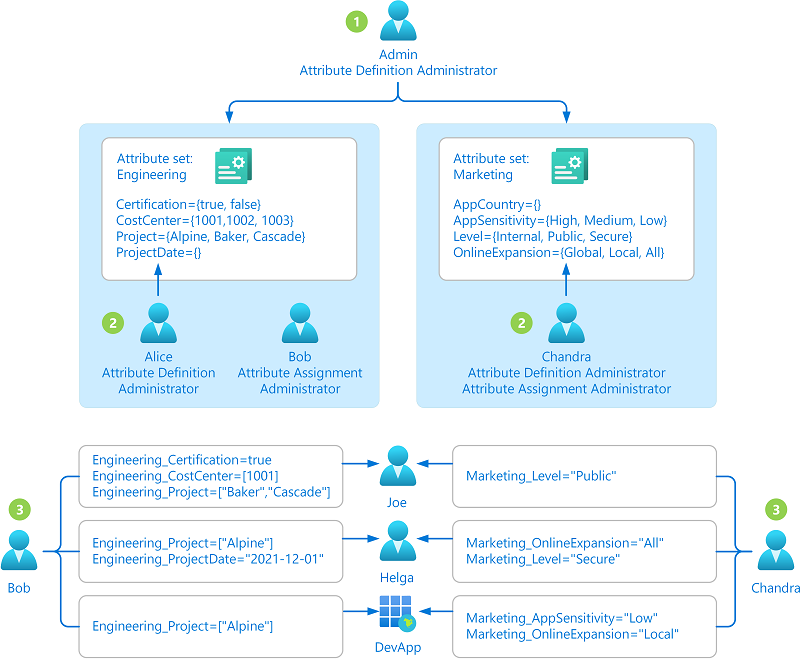 1
Admin
Attribute Definition Administrator
Attribute set:
Engineering
Certification={true, false}
CostCenter={1001,1002, 1003}
Project={Alpine, Baker, Cascade}
ProjectDate={}
2
Alice
Attribute Definition
Administrator
Bob
Attribute Assignment
Administrator
Attribute set:
Marketing
AppCountry={}
AppSensitivity={High, Medium, Low}
Level={Internal, Public, Secure}
OnlineExpansion={Global, Local, All}
2
Chandra
Attribute Definition Administrator
Attribute Assignment Administrator
3
Bob
Engineering_Certification=true
Engineering_CostCenter=[1001]
Engineering_Project=["Baker","Cascade"]
Joe
Marketing_Level="Public"
Engineering_Project=["Alpine"]
Engineering_ProjectDate="2021-12-01"
Helga
Marketing_OnlineExpansion="All"
Marketing_Level="Secure"
Engineering_Project=["Alpine"]
DevApp
Marketing_AppSensitivity="Low"
Marketing_OnlineExpansion="Local"
3
Chandra